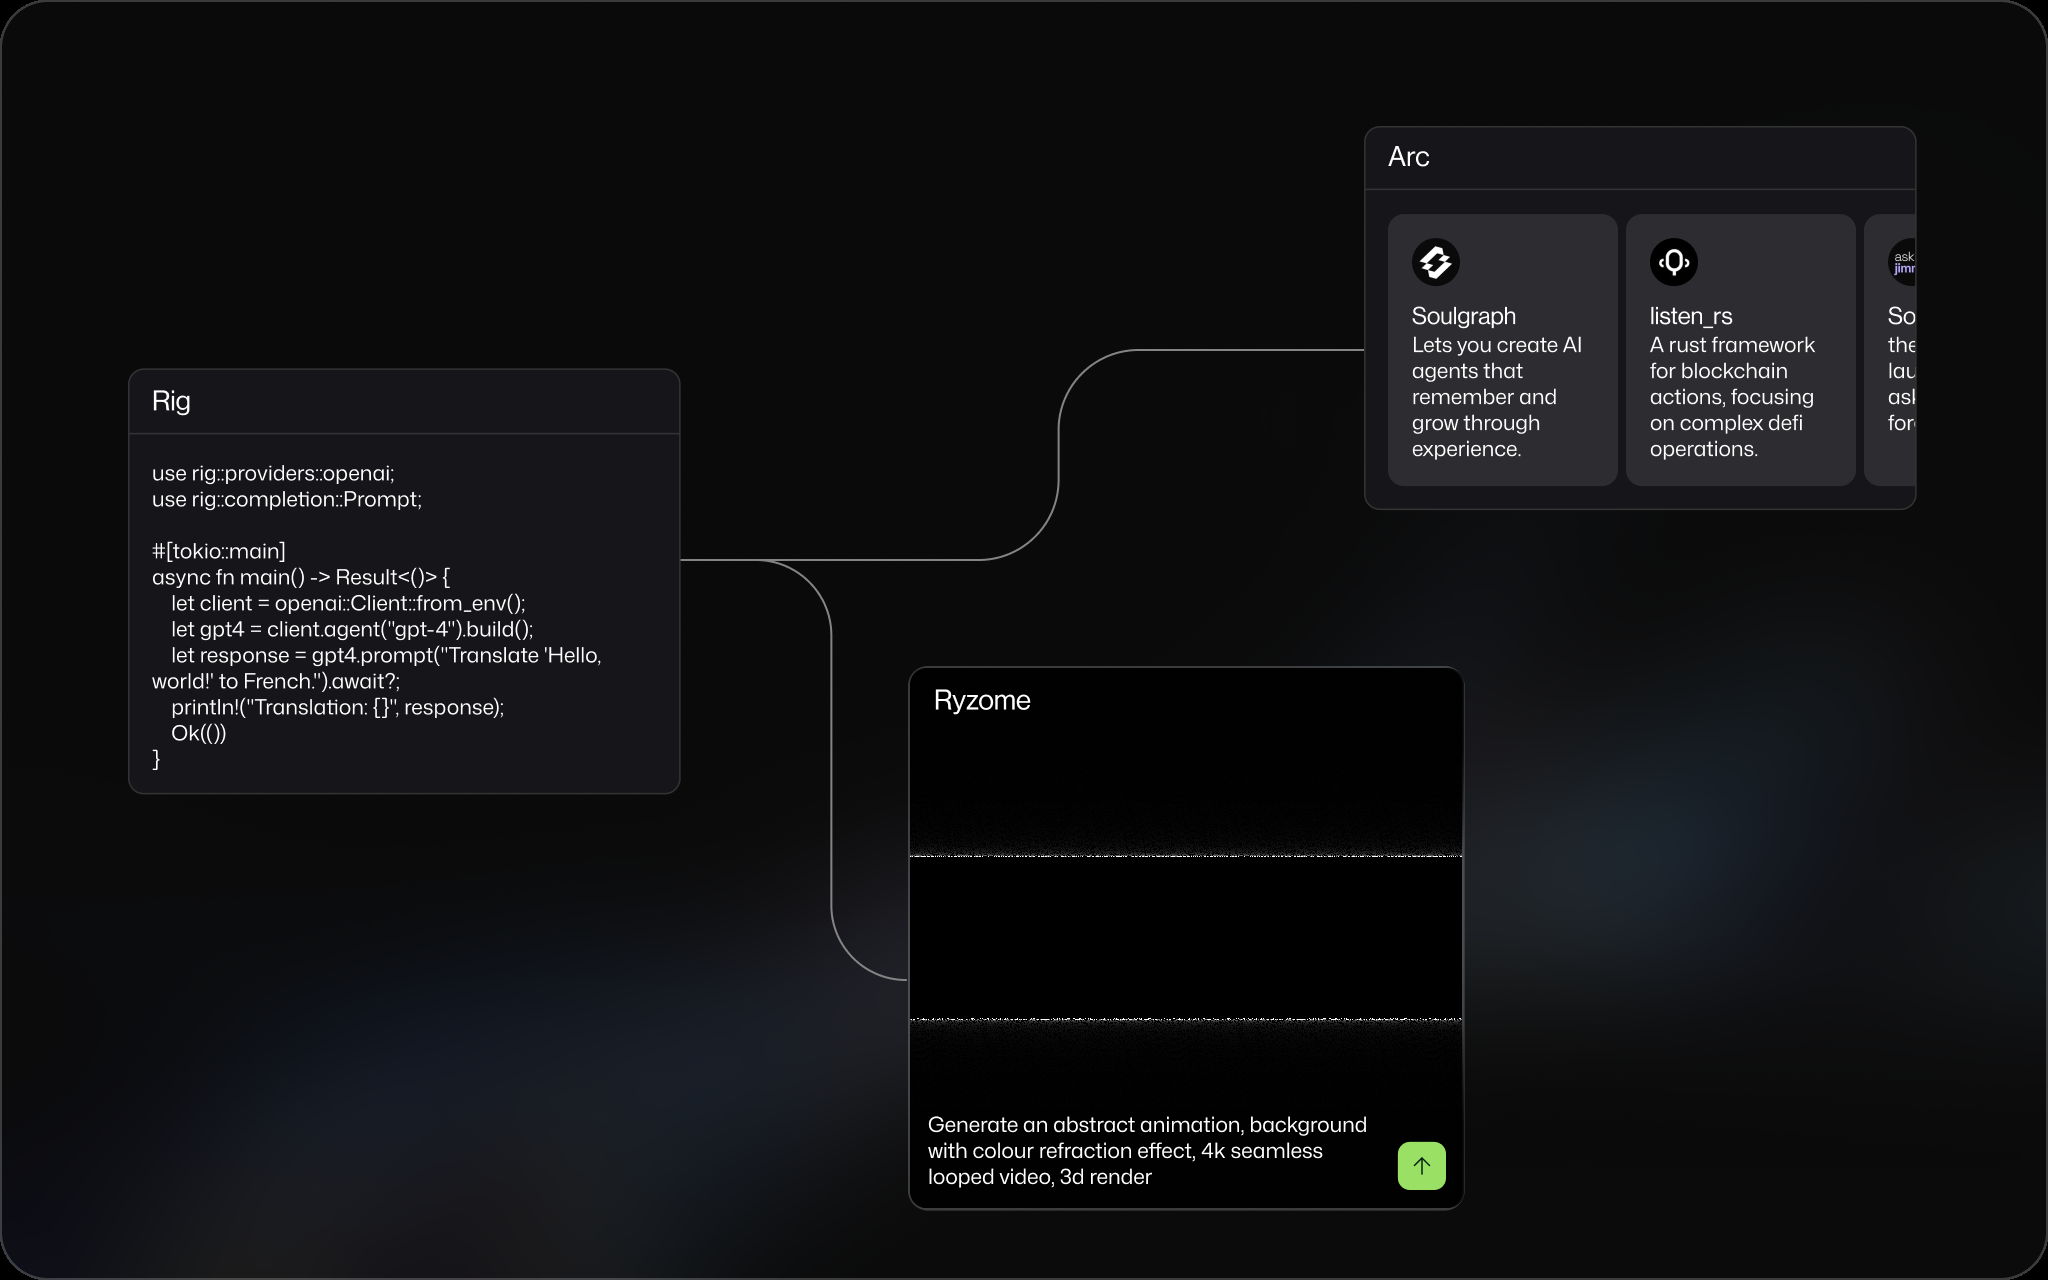 Arc
Soulgraph
Lets you create AI
agents that
remember and
grow through
experience.
listen_rs
A rust framework
for blockchain
actions, focusing
on complex defi
operations.
ask
So
the
Rig
use rig::providers::openai;
use rig::completion::Prompt;
#[tokio::main]
async fn main() -> Result<()> {
    let client = openai::Client::from_env();
    let gpt4 = client.agent("gpt-4").build();
    let response = gpt4.prompt("Translate 'Hello,
world!' to French.").await?;
    println!("Translation: {}", response);
    Ok(())
}
Ryzome
Generate an abstract animation, background
with colour refraction effect, 4k seamless
looped video, 3d render